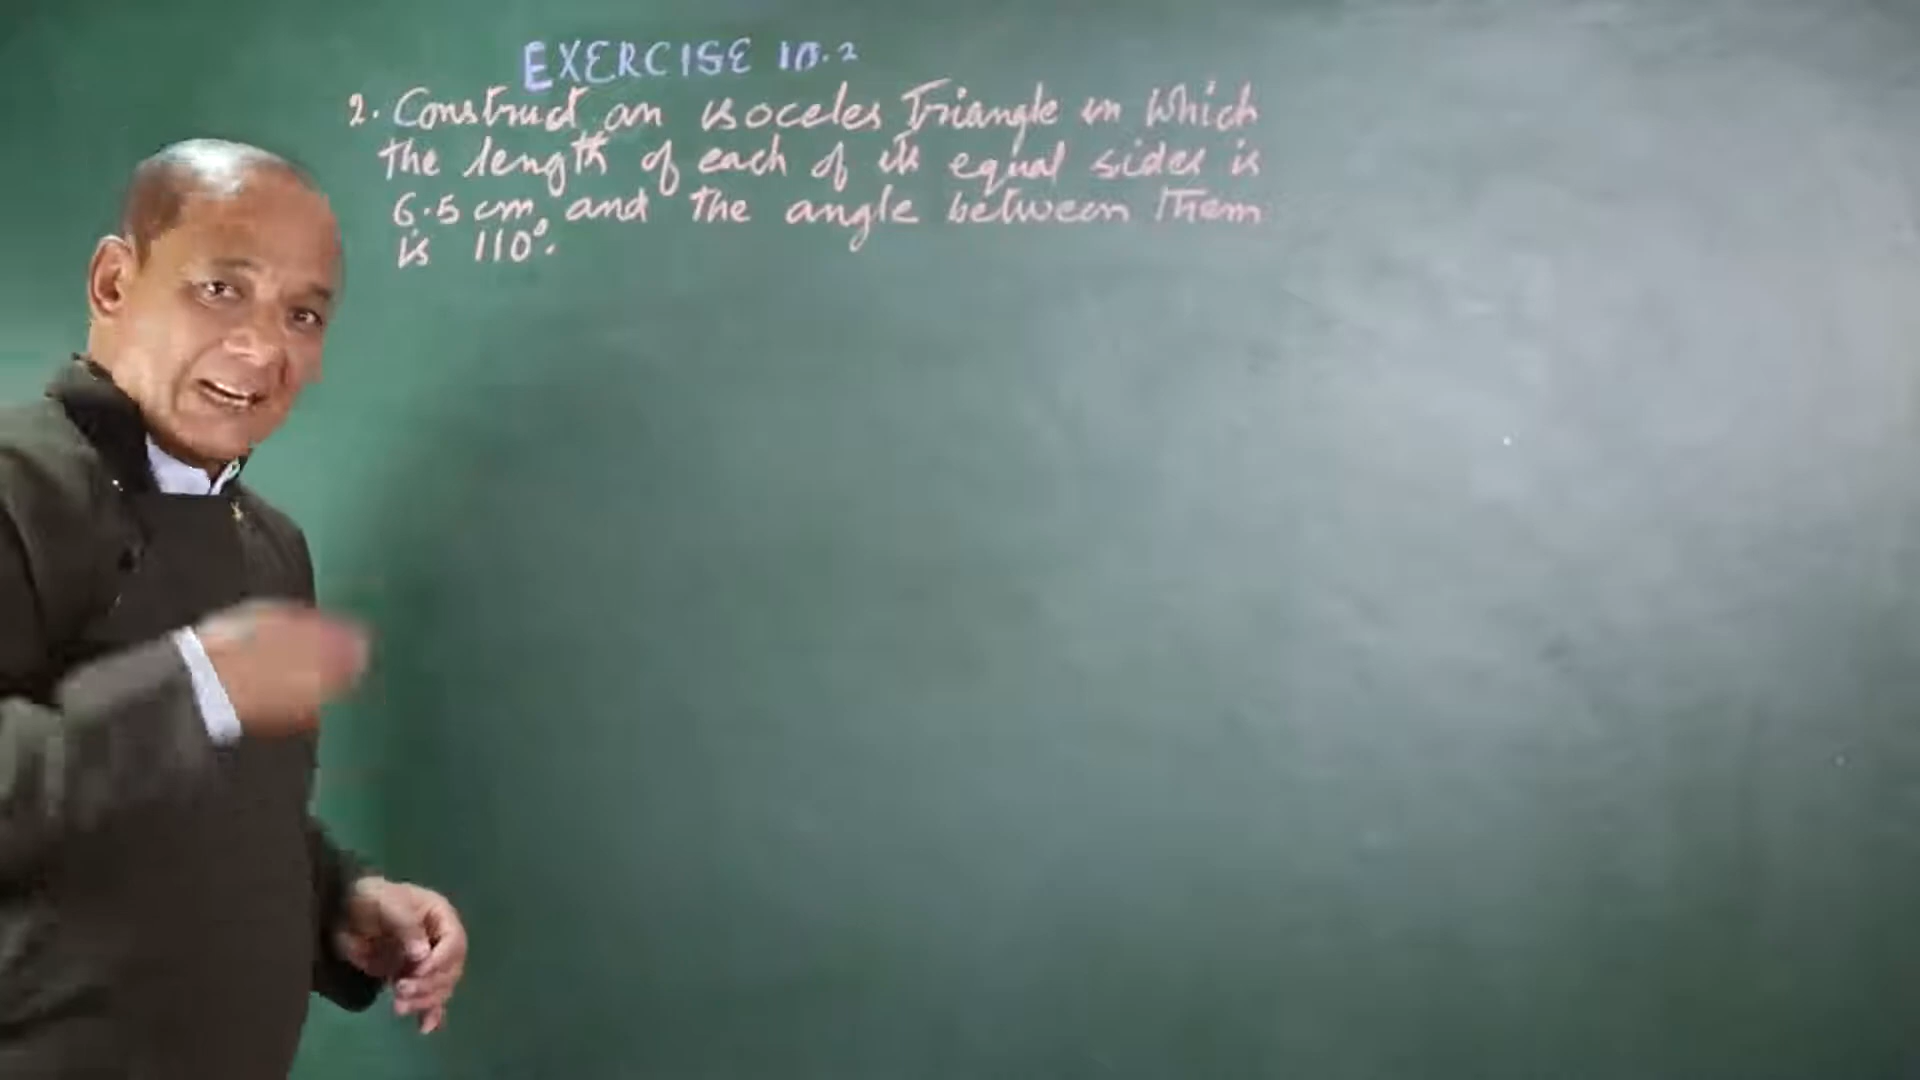 EXERCISE 10.2
2. Construct an isoceles Triangle in which
the length of each of its equal sides is
6.5 cm and the angle between them
is 110°.